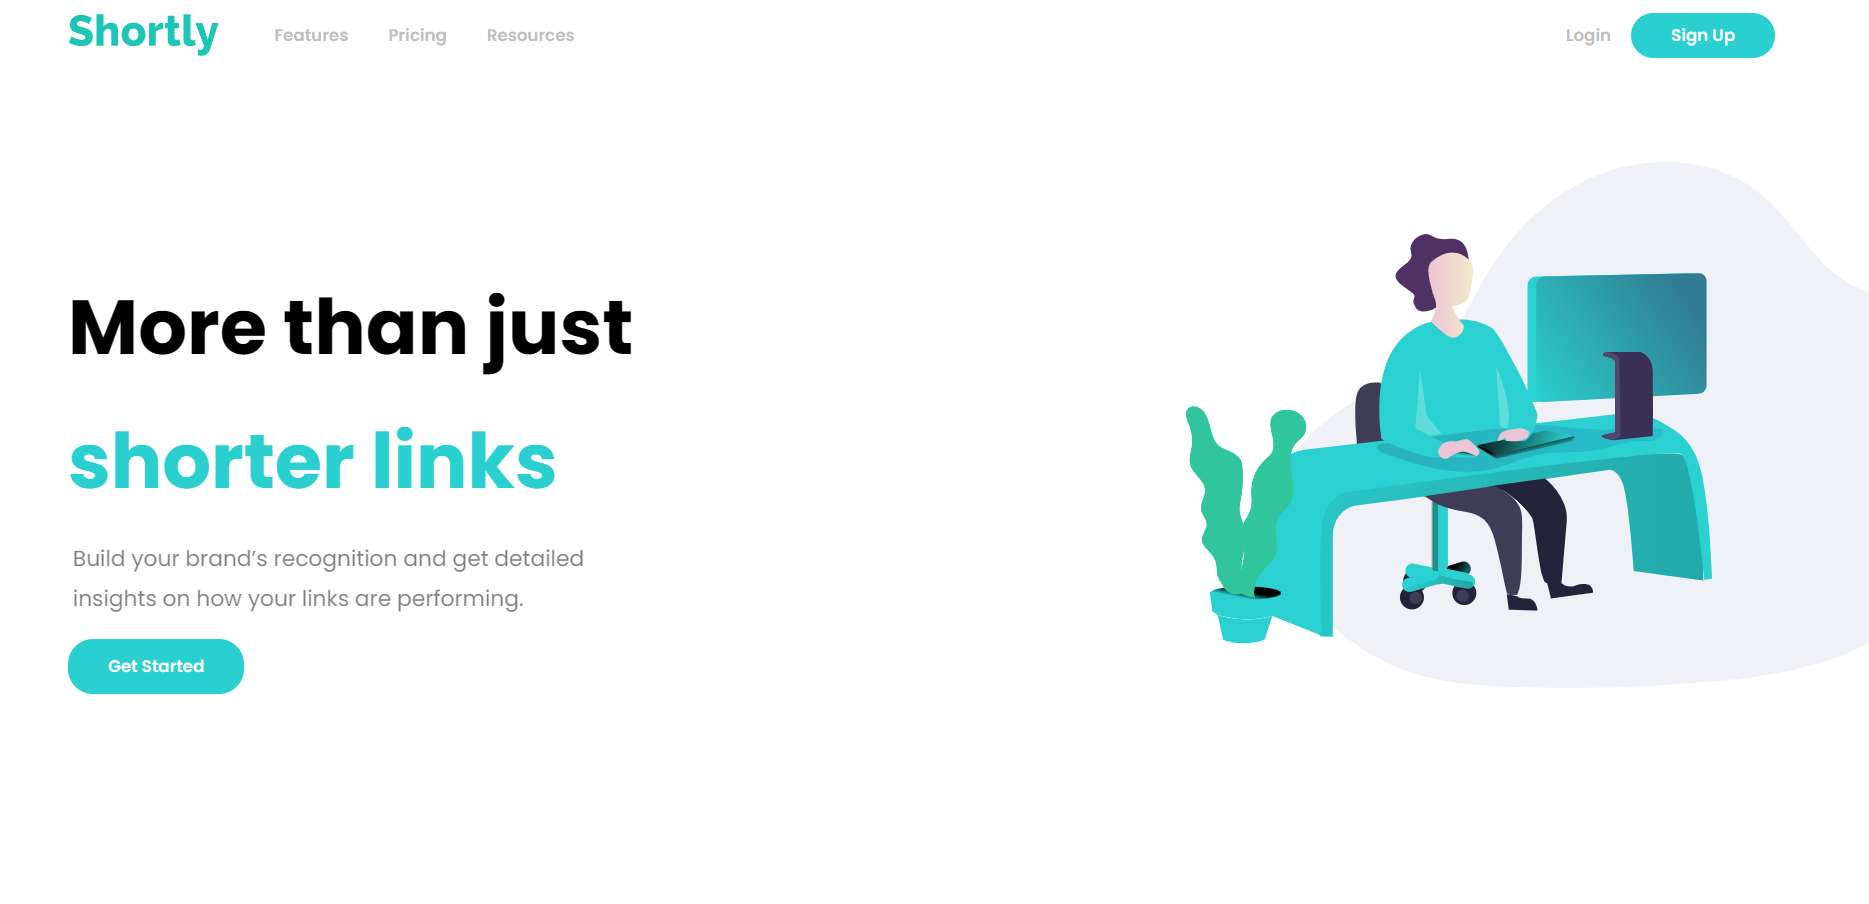 Shortly Features Pricing Resources Login Sign Up
More than just
shorter links
Build your brand’s recognition and get detailed
insights on how your links are performing.
Get Started